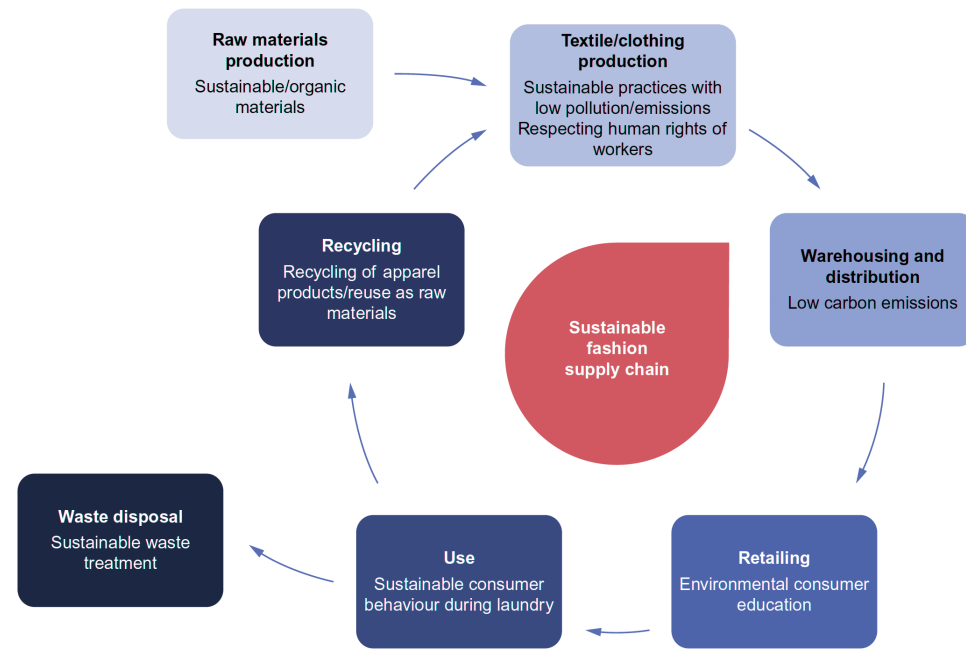 Raw materials
production
Sustainable/organic
materials
Textile/clothing
production
Sustainable practices with
low pollution/emissions
Respecting human rights of
workers
Recycling
Recycling of apparel
products/reuse as raw
materials
Sustainable
fashion
supply chain
Warehousing and
distribution
Low carbon emissions
Waste disposal
Sustainable waste
treatment
Use
Sustainable consumer
behaviour during laundry
Retailing
Environmental consumer
education